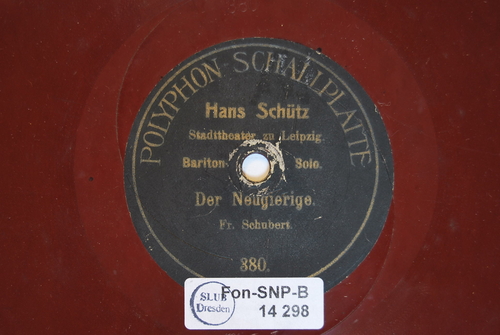 POLYPHON SCHALLPLATTE
Hans Schütz
Stadttheater zu Leipzig.
Bariton Solo.
Der Neugierige.
Fr. Schubert.
380.
SLUB Dresden
Fon-SNP-B
14 298